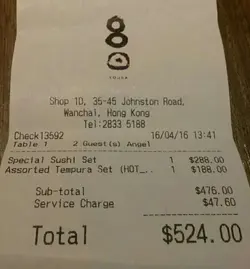 Shop 1D, 35-45 Johnston Road,
Wanchai, Hong Kong
Tel:2833 5188
Check13592 16/04/16 13:41
Table 1 2 Guest(s) Angel
Special Sushi Set 1 $288.00
Assorted Tempura Set (HOT_.. 1 $188.00
Sub-total $476.00
Service Charge $47.60
Total $524.00